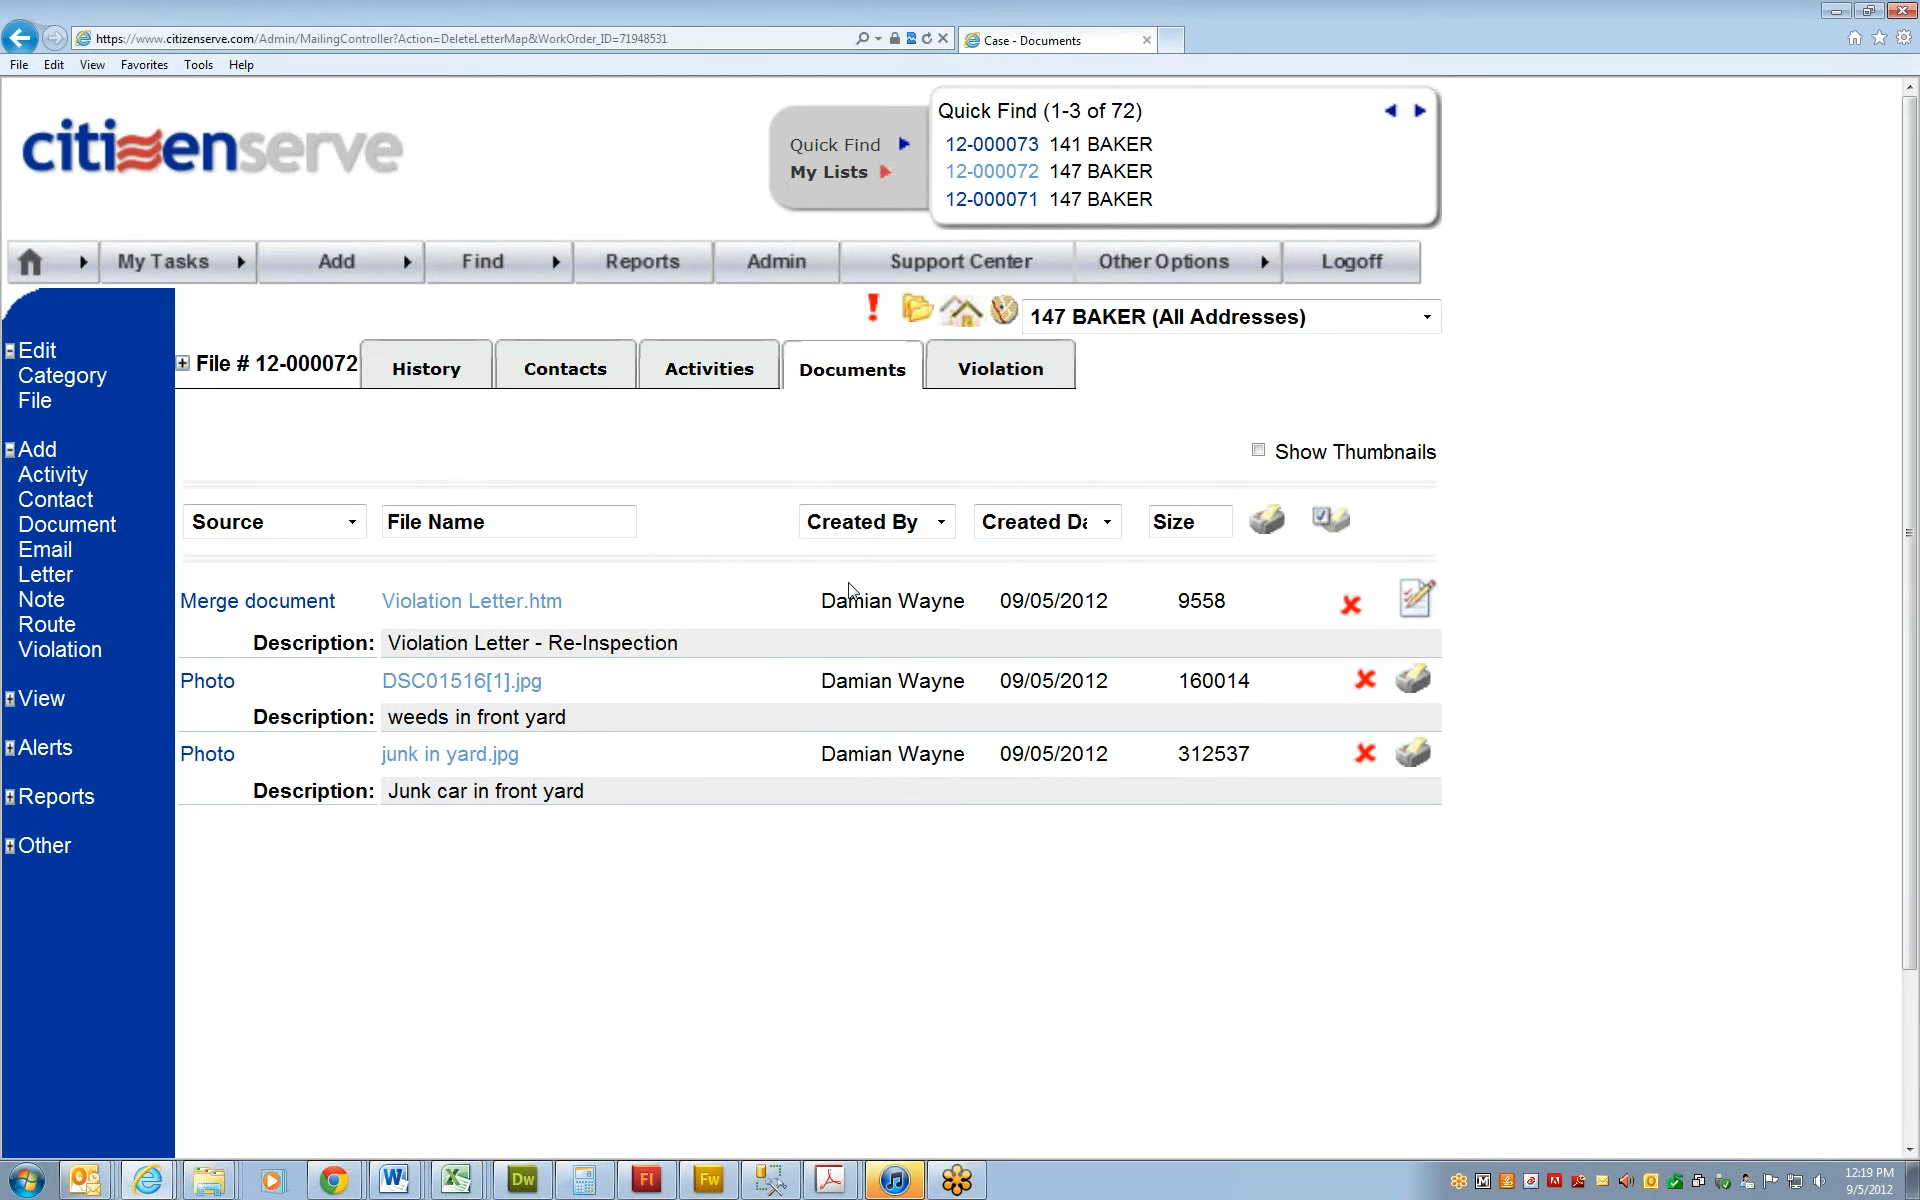 https://www.citizenserve.com/Admin/MailingController?Action=DeleteLetterMap&WorkOrder_ID=71948531
Case - Documents
File Edit View Favorites Tools Help
citizenserve
Quick Find
My Lists
Quick Find (1-3 of 72)
12-000073 141 BAKER
12-000072 147 BAKER
12-000071 147 BAKER
My Tasks Add Find Reports Admin Support Center Other Options Logoff
147 BAKER (All Addresses)
File # 12-000072 History Contacts Activities Documents Violation
Edit
Category
File
Add
Activity
Contact
Document
Email
Letter
Note
Route
Violation
View
Alerts
Reports
Other
Show Thumbnails
Source File Name Created By Created Da Size
Merge document Violation Letter.htm Damian Wayne 09/05/2012 9558
Description: Violation Letter - Re-Inspection
Photo DSC01516[1].jpg Damian Wayne 09/05/2012 160014
Description: weeds in front yard
Photo junk in yard.jpg Damian Wayne 09/05/2012 312537
Description: Junk car in front yard
Dw Fl Fw
12:19 PM
9/5/2012